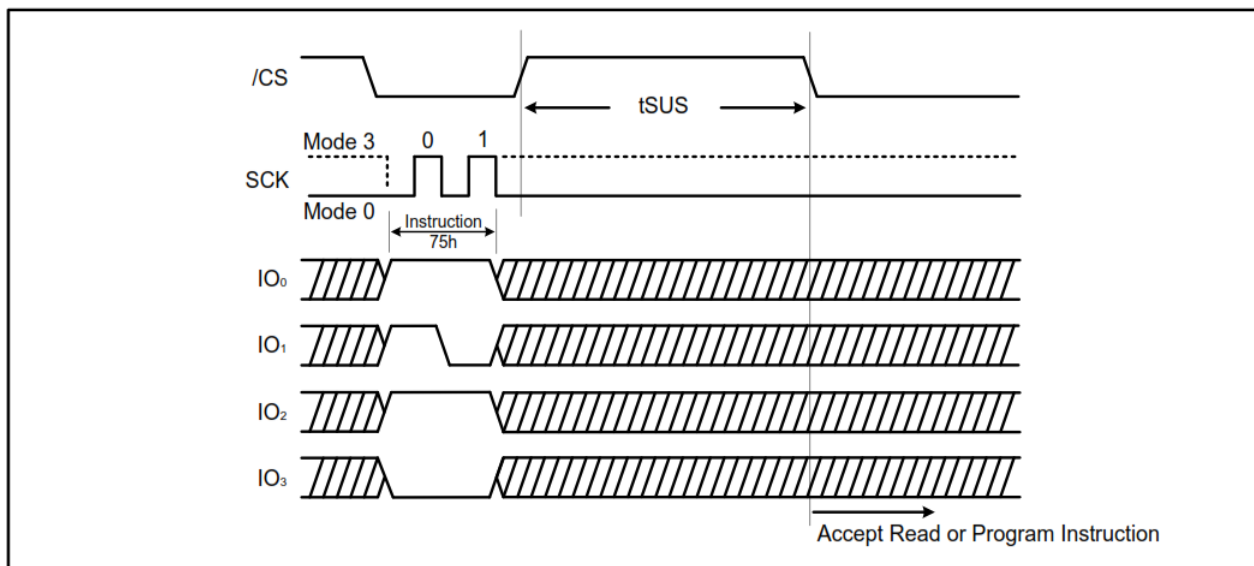 /CS
tSUS
Mode 3
0 1
SCK
Mode 0
Instruction
75h
IO₀
IO₁
IO₂
IO₃
Accept Read or Program Instruction